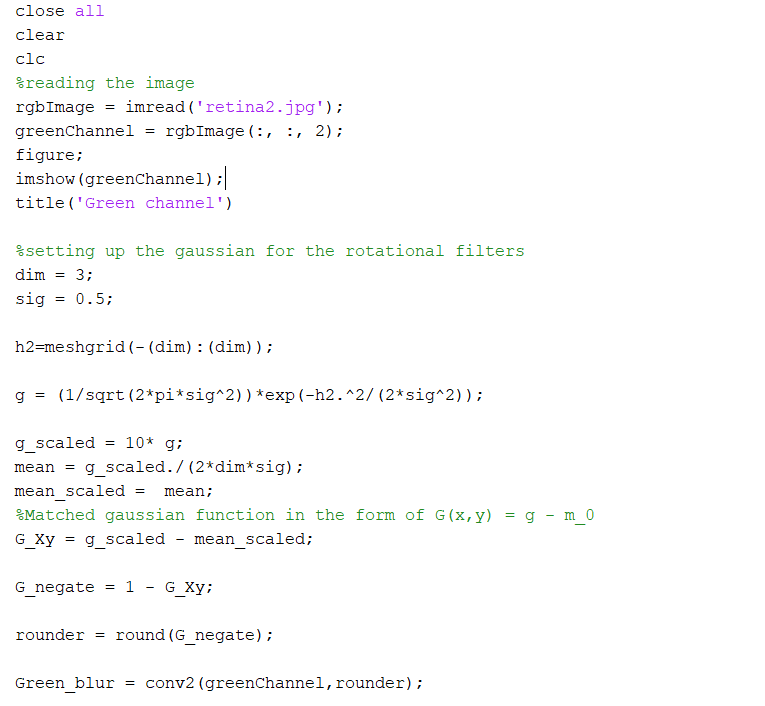 close all
clear
clc
%reading the image
rgbImage = imread('retina2.jpg');
greenChannel = rgbImage(:, :, 2);
figure;
imshow(greenChannel);
title('Green channel')
%setting up the gaussian for the rotational filters
dim = 3;
sig = 0.5;
h2=meshgrid(-(dim):(dim));
g = (1/sqrt(2*pi*sig^2))*exp(-h2.^2/(2*sig^2));
g_scaled = 10* g;
mean = g_scaled./(2*dim*sig);
mean_scaled =  mean;
%Matched gaussian function in the form of G(x,y) = g - m_0
G_Xy = g_scaled - mean_scaled;
G_negate = 1 - G_Xy;
rounder = round(G_negate);
Green_blur = conv2(greenChannel,rounder);